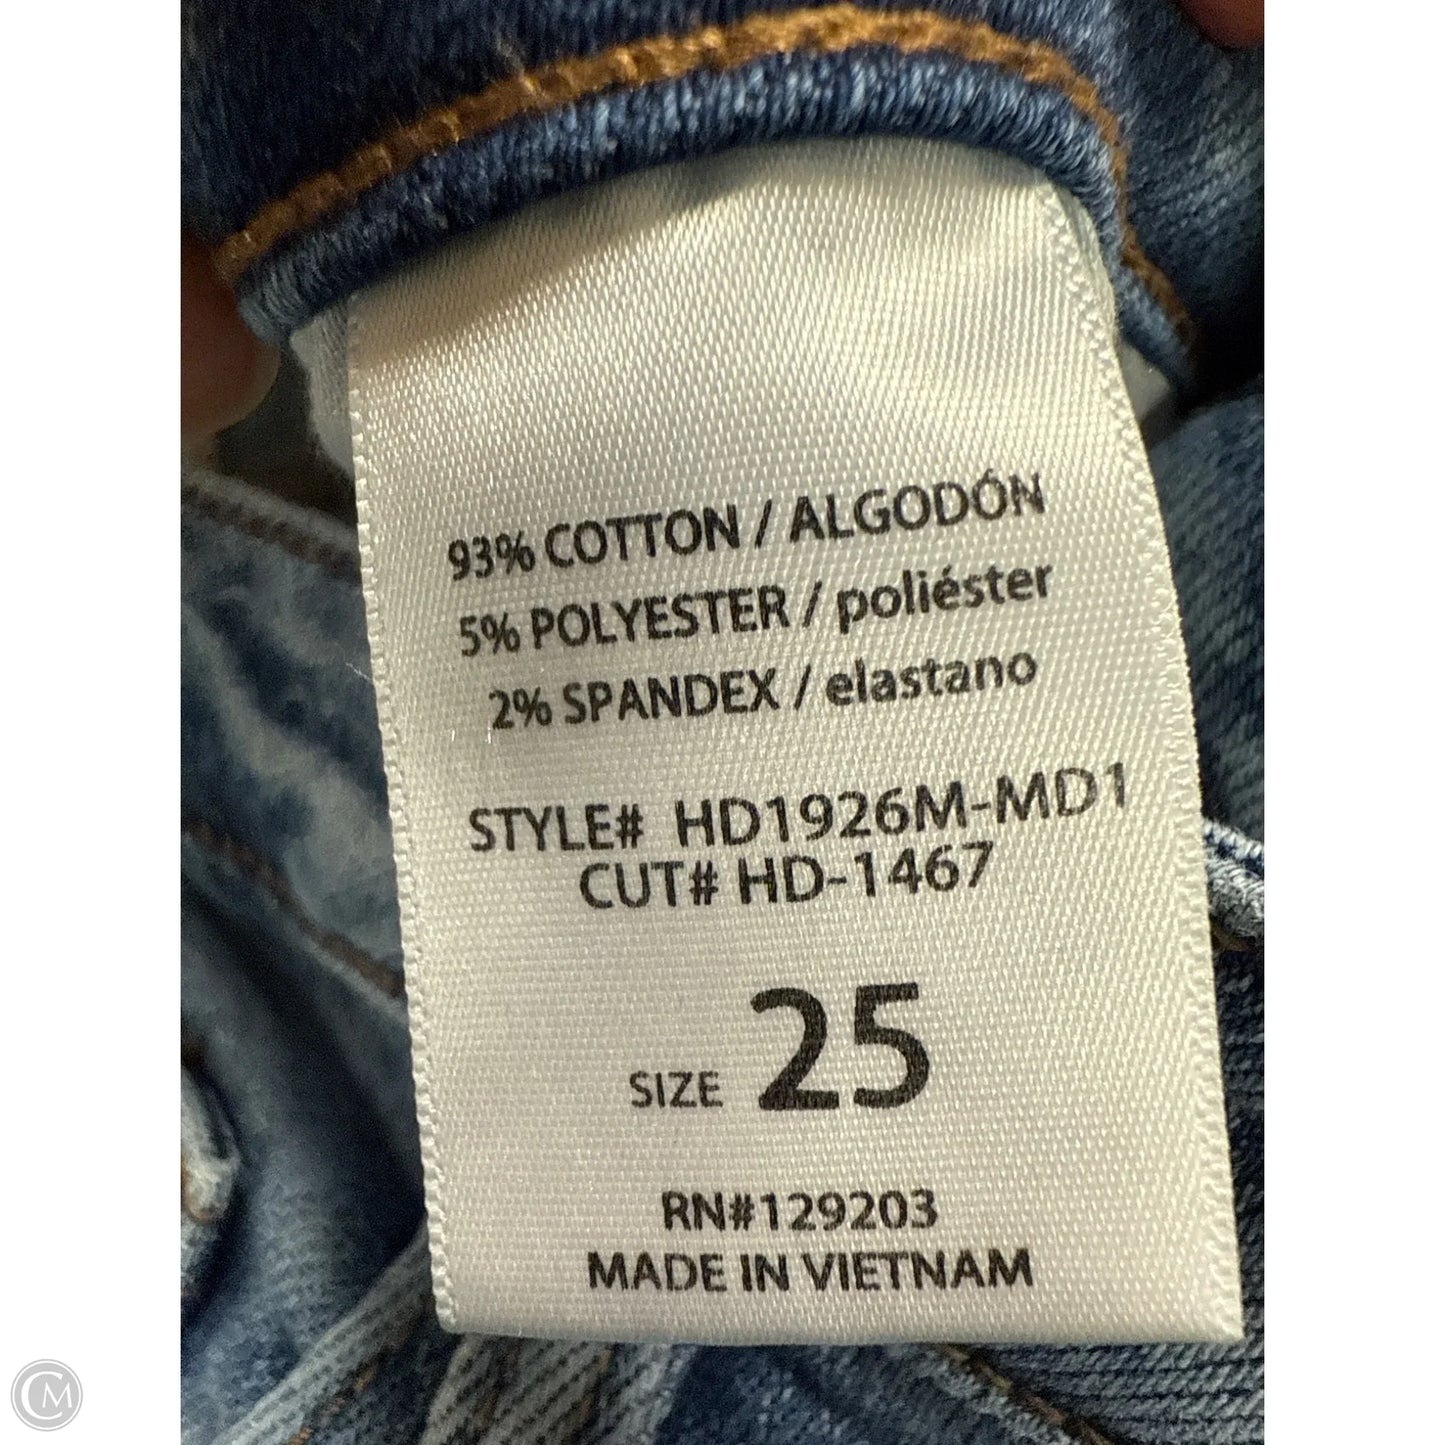 93% COTTON / ALGODÓN
5% POLYESTER / poliéster
2% SPANDEX / elastano
STYLE# HD1926M-MD1
CUT# HD-1467
SIZE 25
RN#129203
MADE IN VIETNAM
CM